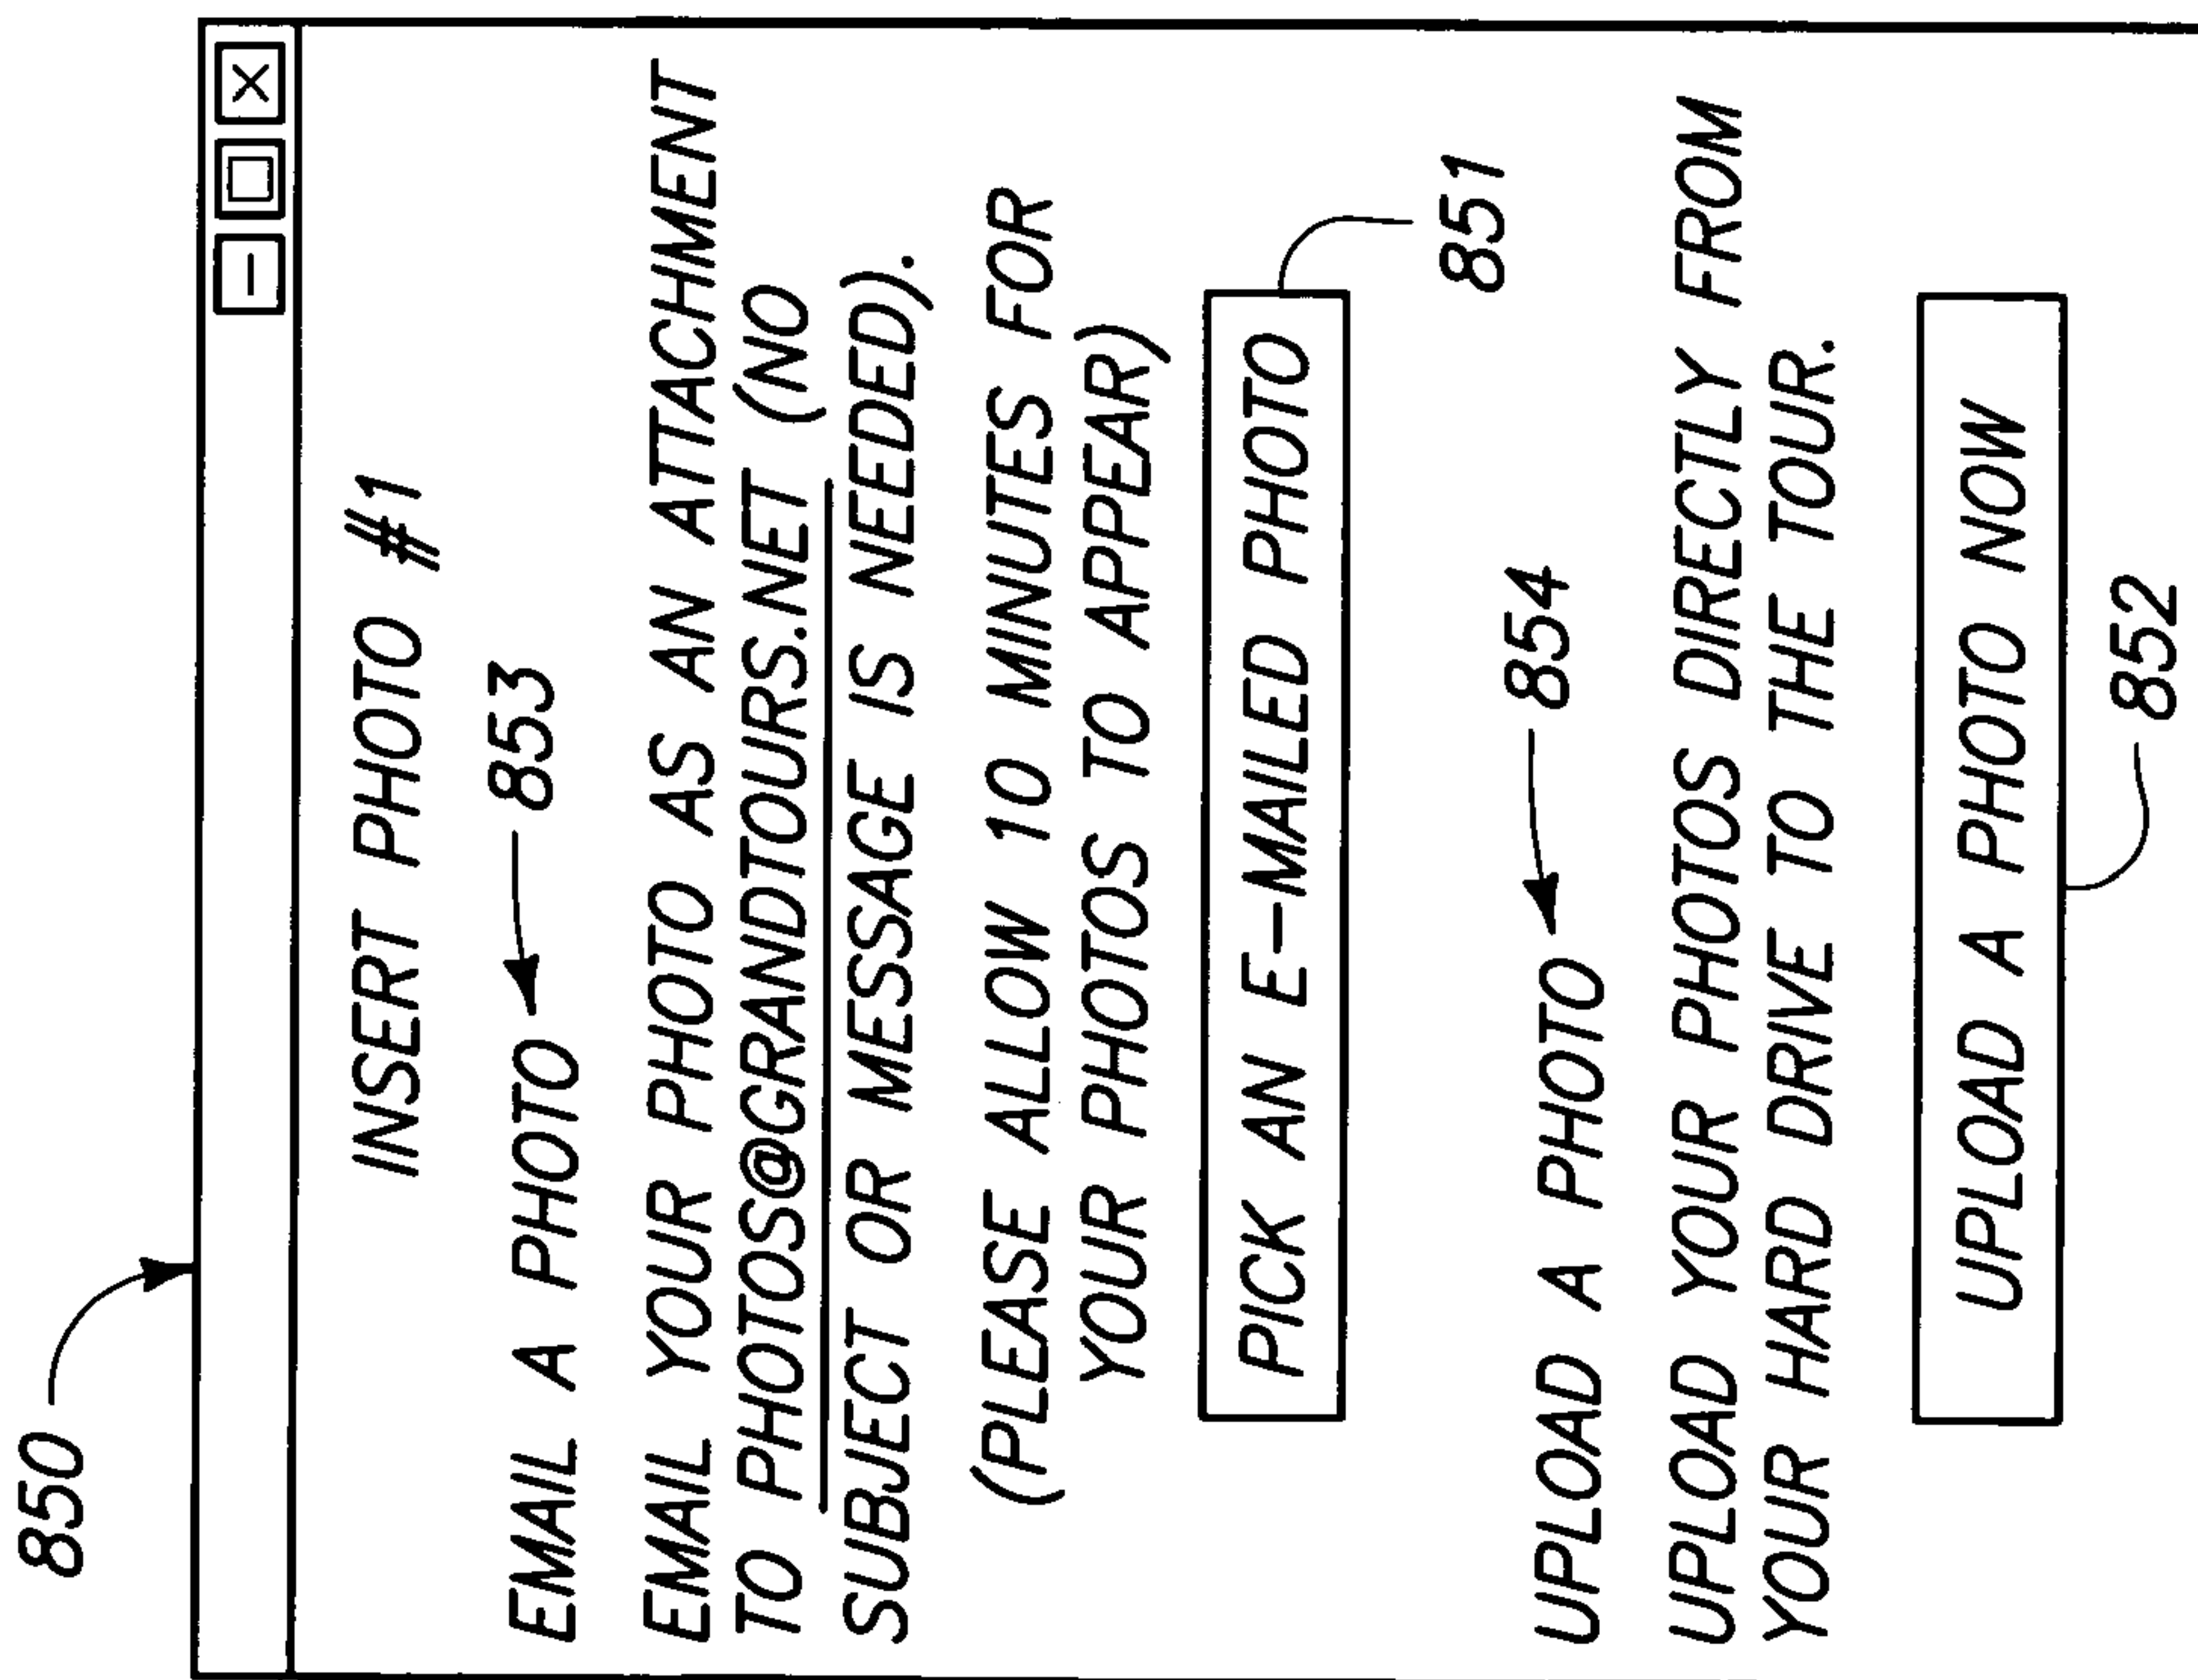 850
INSERT PHOTO #1
853
EMAIL A PHOTO
EMAIL YOUR PHOTO AS AN ATTACHMENT
TO PHOTOS@GRANDTOURS.NET (NO
SUBJECT OR MESSAGE IS NEEDED).
(PLEASE ALLOW 10 MINUTES FOR
YOUR PHOTOS TO APPEAR)
PICK AN E-MAILED PHOTO
851
854
UPLOAD A PHOTO
UPLOAD YOUR PHOTOS DIRECTLY FROM
YOUR HARD DRIVE TO THE TOUR.
UPLOAD A PHOTO NOW
852